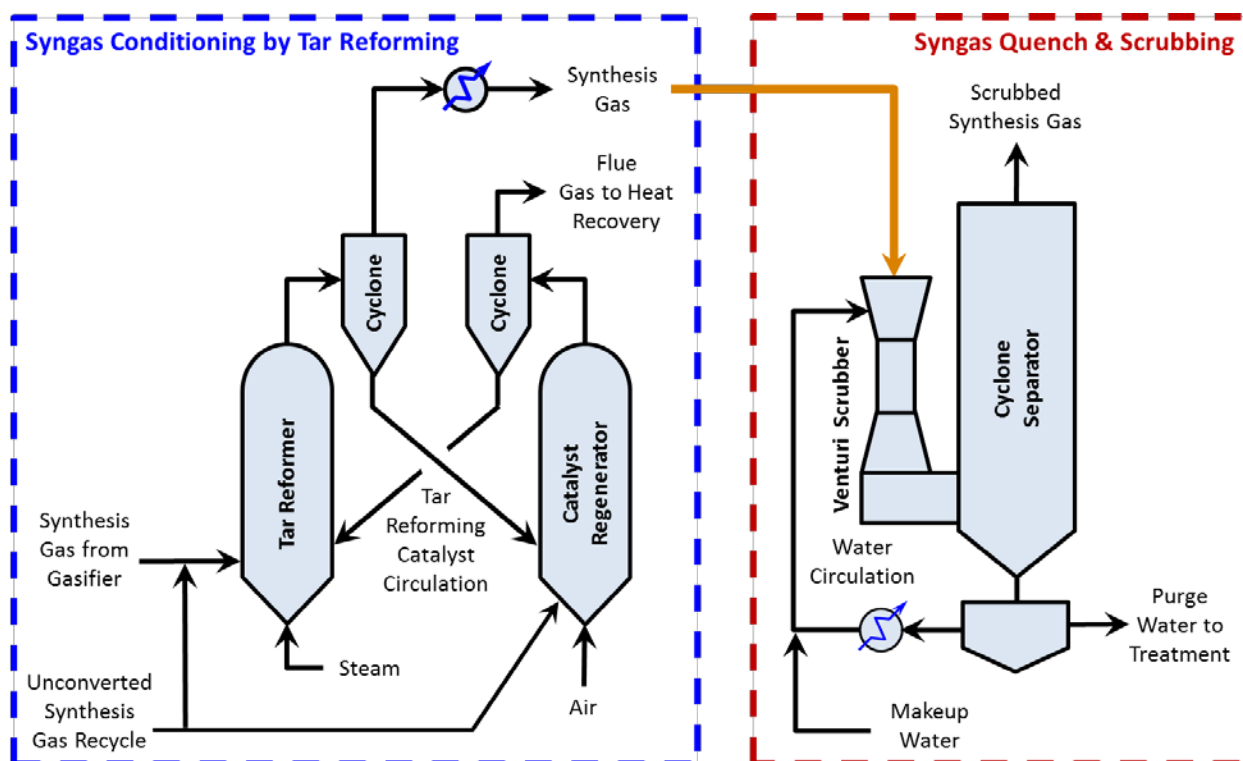 Syngas Conditioning by Tar Reforming
Syngas Quench & Scrubbing
Synthesis
Gas
Scrubbed
Synthesis Gas
Flue
Gas to Heat
Recovery
Cyclone
Cyclone
Tar Reformer
Catalyst
Regenerator
Venturi Scrubber
Cyclone
Separator
Synthesis
Gas from
Gasifier
Tar
Reforming
Catalyst
Circulation
Water
Circulation
Purge
Water to
Treatment
Steam
Unconverted
Synthesis
Gas Recycle
Air
Makeup
Water